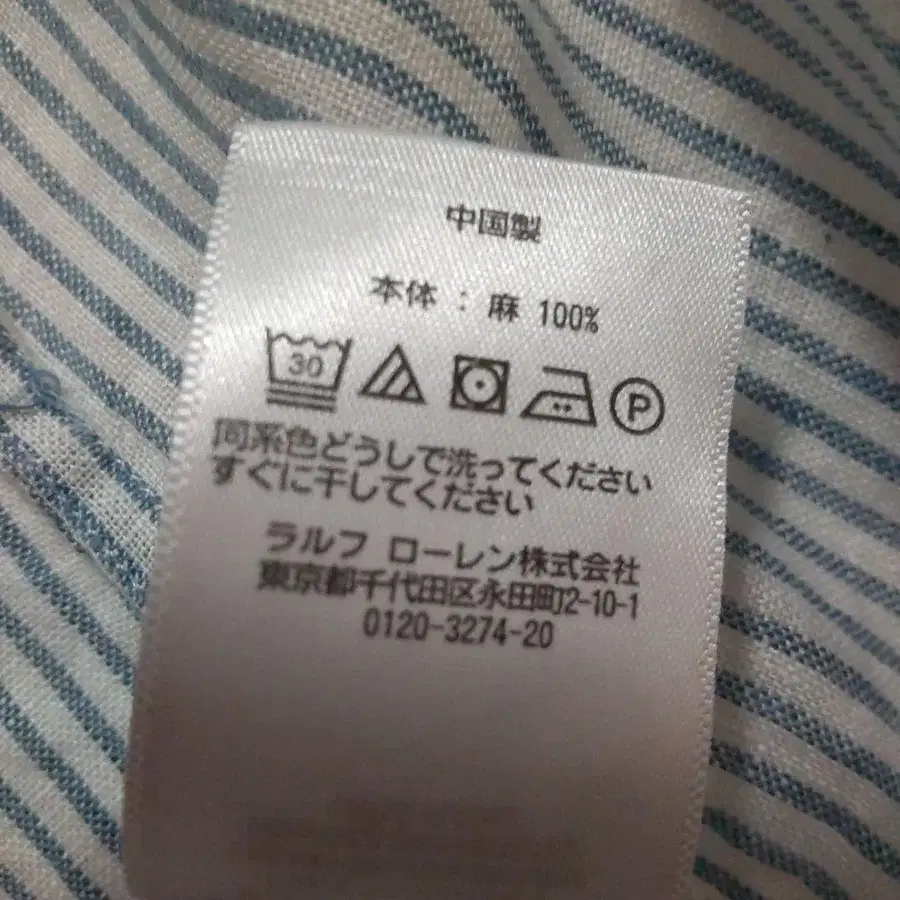 中国製
本体 : 麻 100%
30
P
同系色どうしで洗ってください
すぐに干してください
ラルフ ローレン株式会社
東京都千代田区永田町2-10-1
0120-3274-20